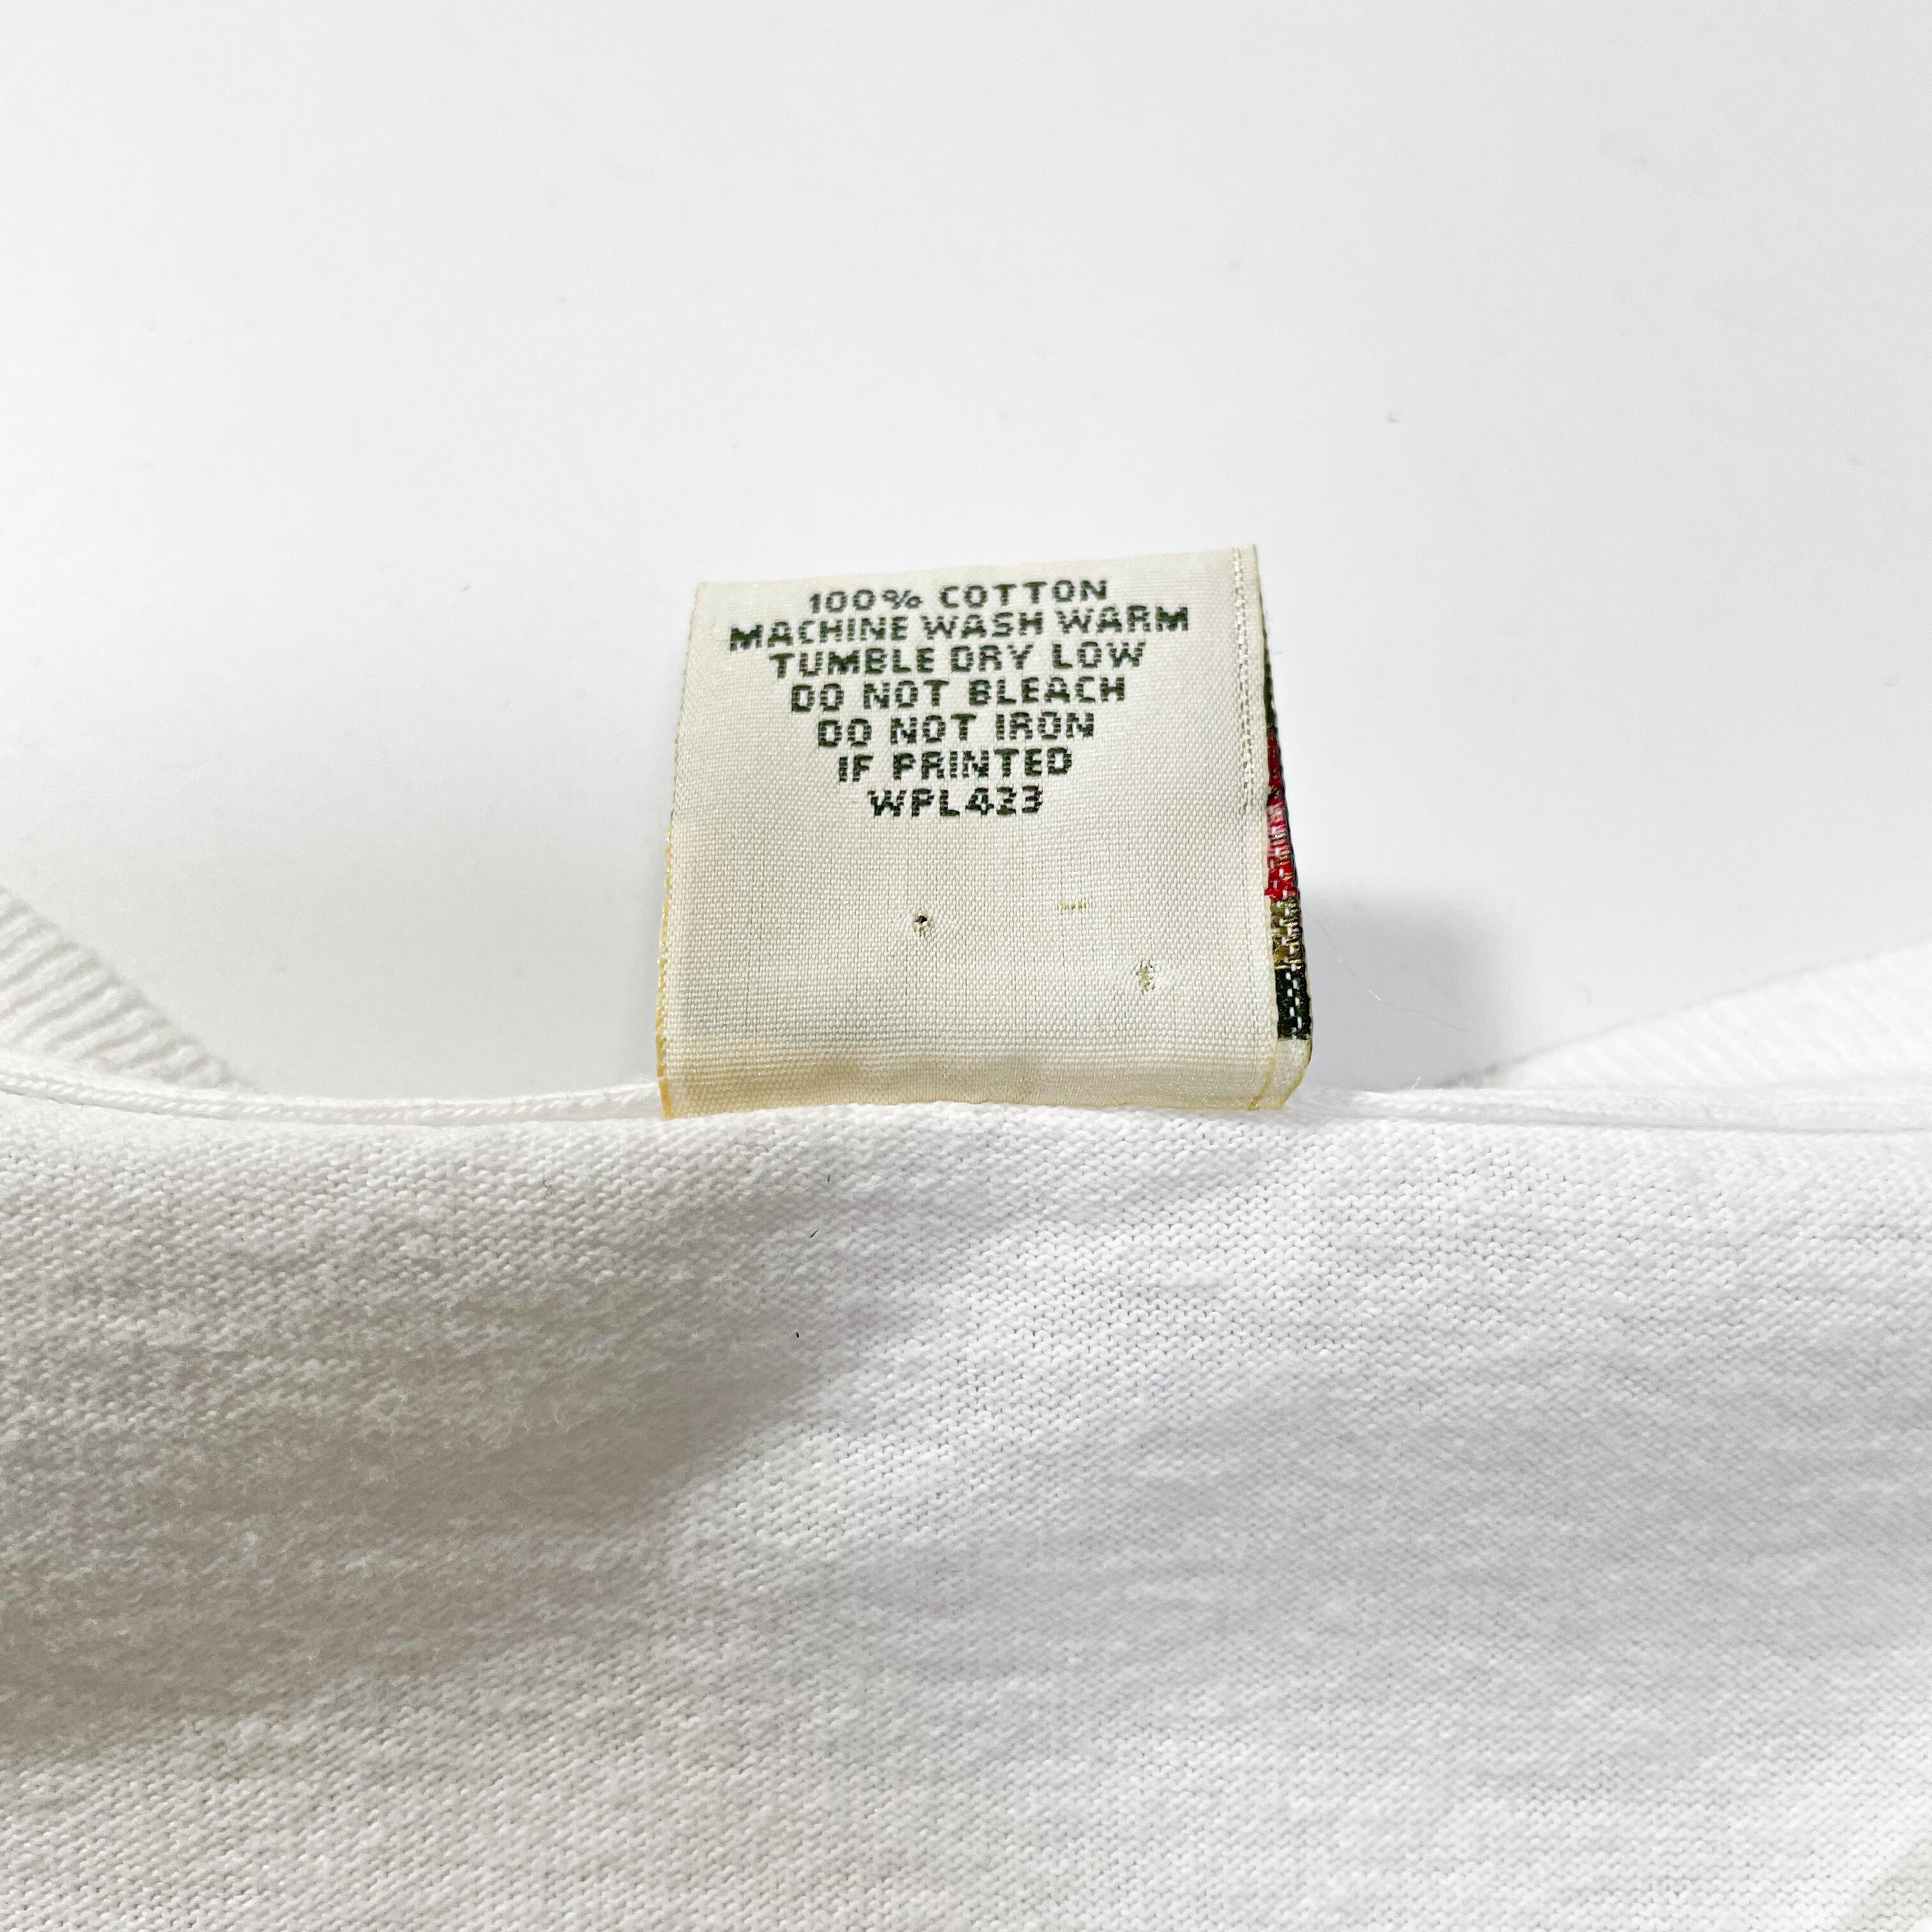 100% COTTON
MACHINE WASH WARM
TUMBLE DRY LOW
DO NOT BLEACH
DO NOT IRON
IF PRINTED
WPL423